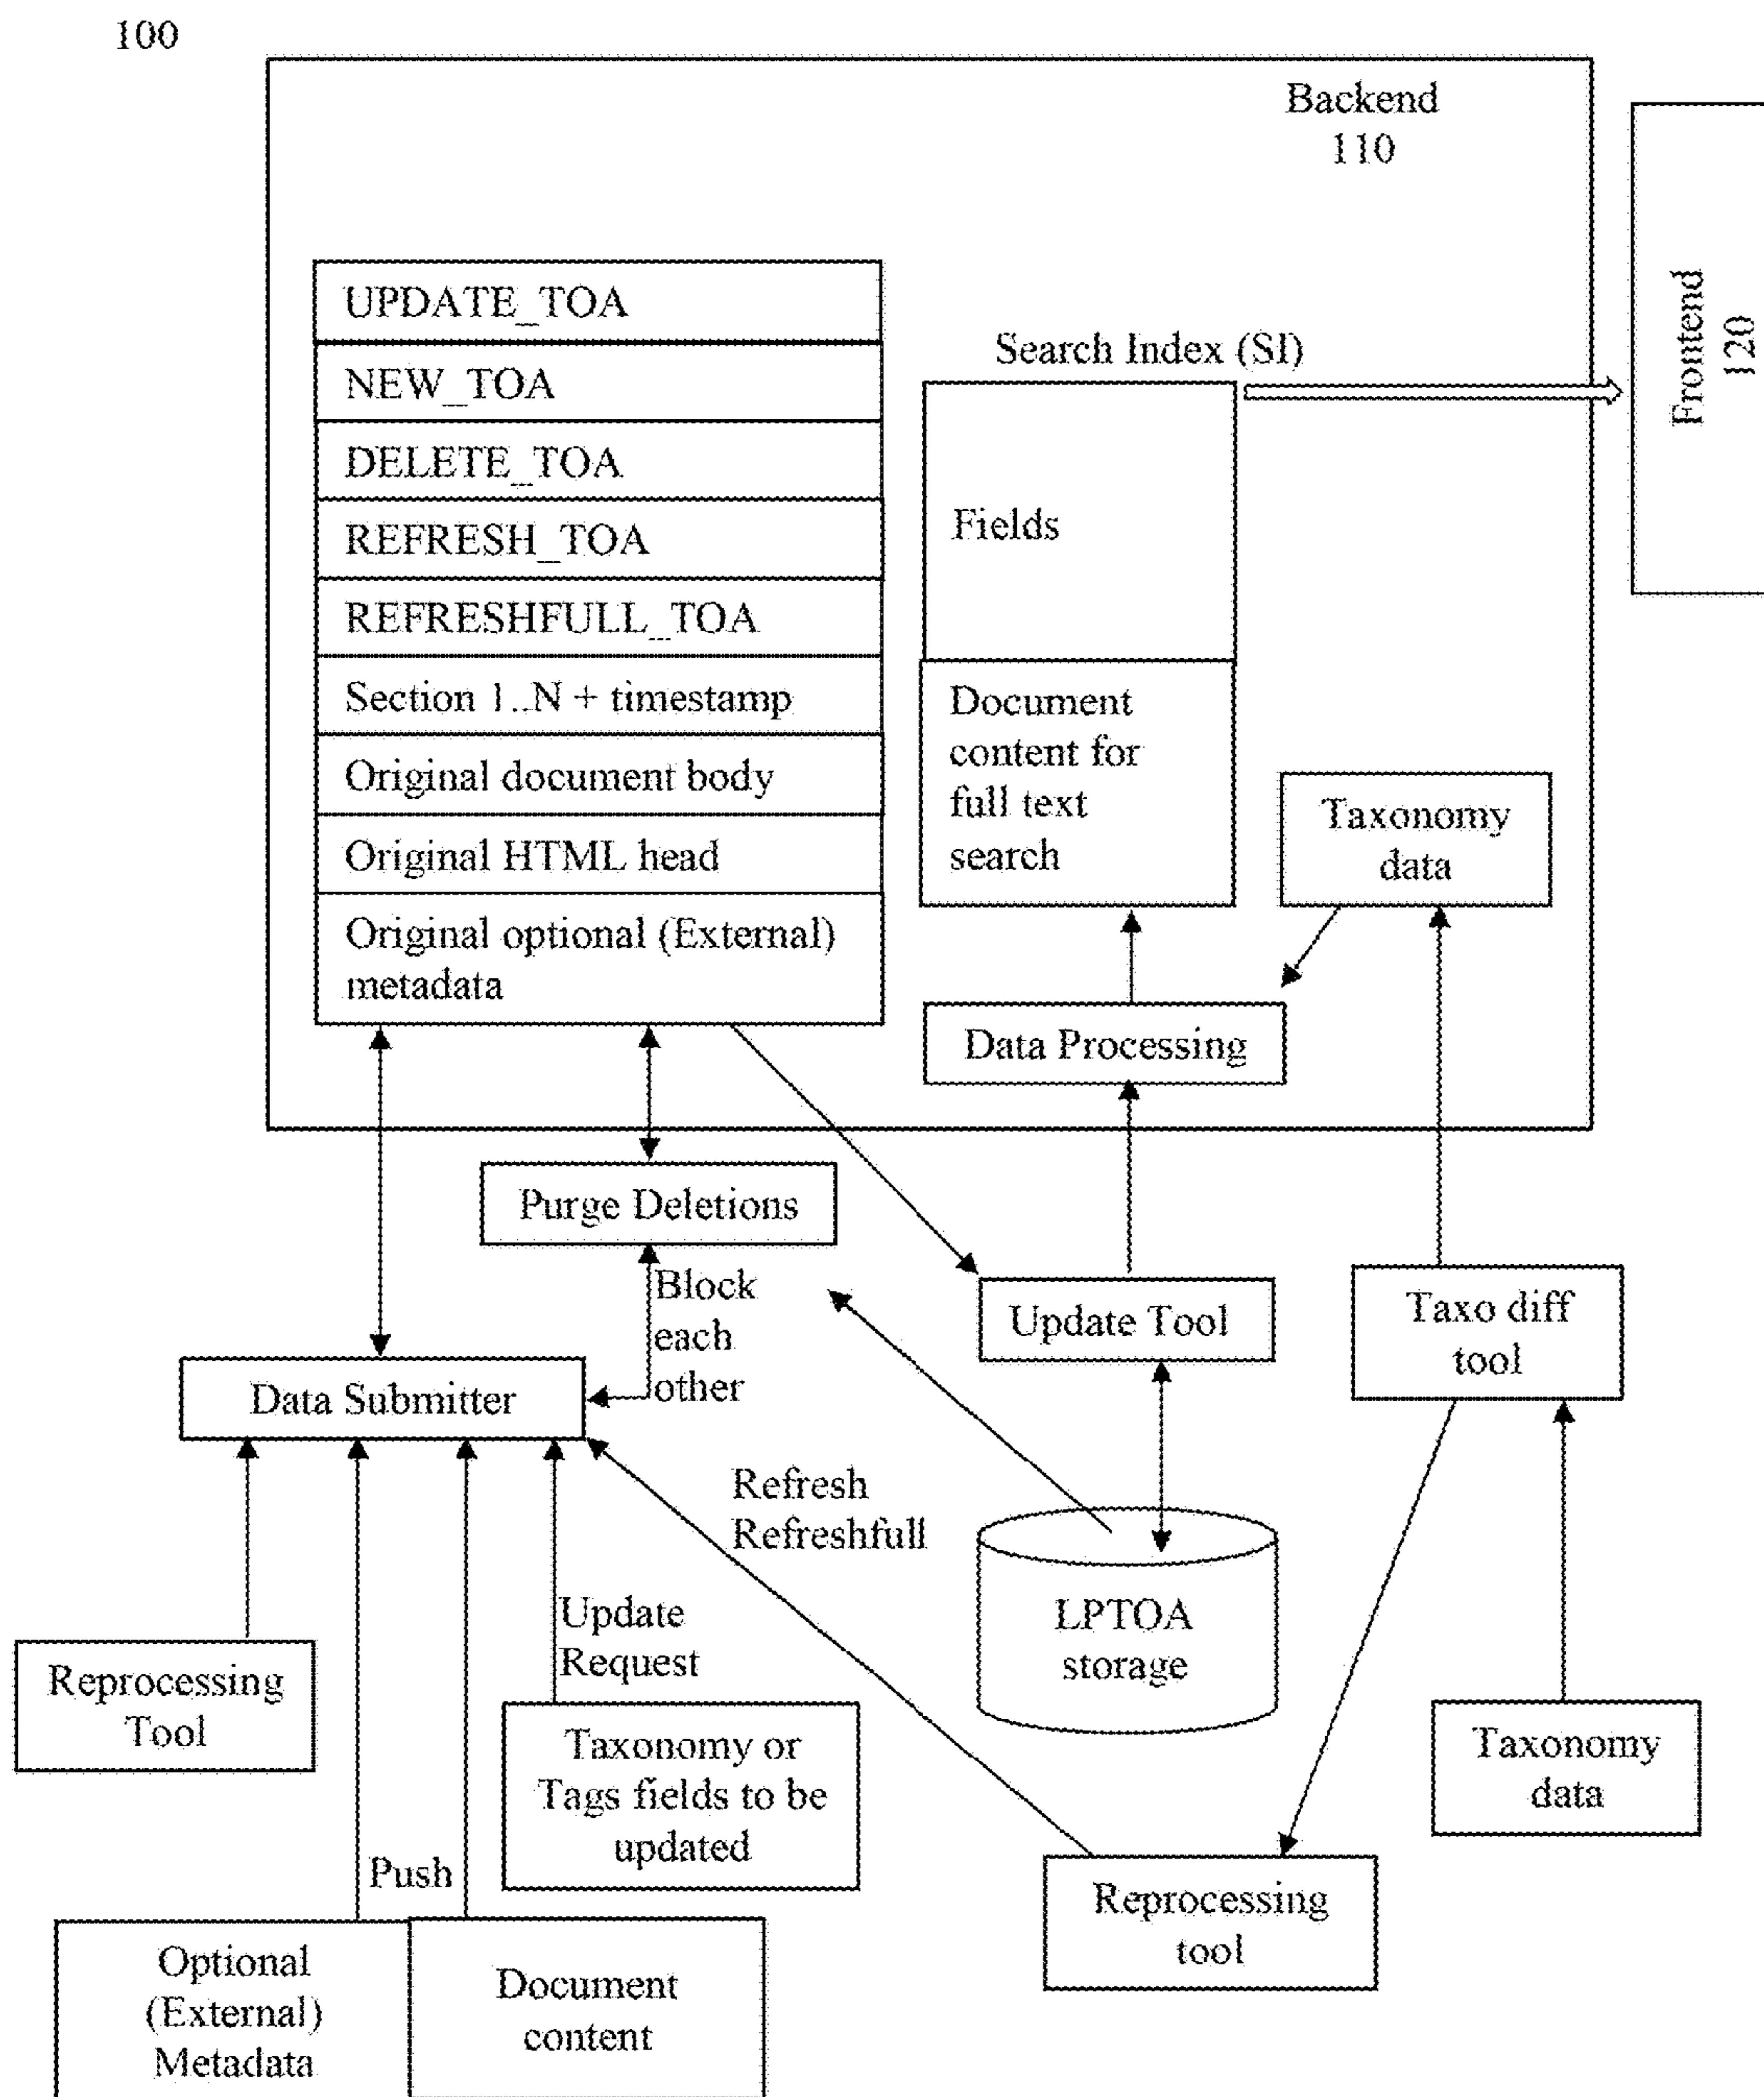 100
Backend
110
Frontend
120
UPDATE_TOA
NEW_TOA
DELETE_TOA
REFRESH_TOA
REFRESHFULL_TOA
Section 1..N + timestamp
Original document body
Original HTML head
Original optional (External)
metadata
Search Index (SI)
Fields
Document
content for
full text
search
Taxonomy
data
Data Processing
Purge Deletions
Block
each
other
Update Tool
Taxo diff
tool
Data Submitter
Refresh
Refreshfull
LPTOA
storage
Update
Request
Reprocessing
Tool
Taxonomy or
Tags fields to be
updated
Taxonomy
data
Push
Reprocessing
tool
Optional
(External)
Metadata
Document
content